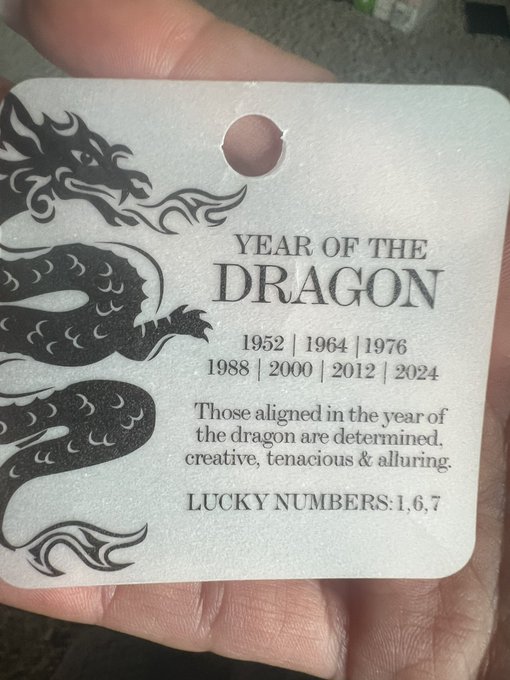 YEAR OF THE
DRAGON
1952 | 1964 | 1976
1988 | 2000 | 2012 | 2024
Those aligned in the year of
the dragon are determined,
creative, tenacious & alluring.
LUCKY NUMBERS: 1, 6, 7